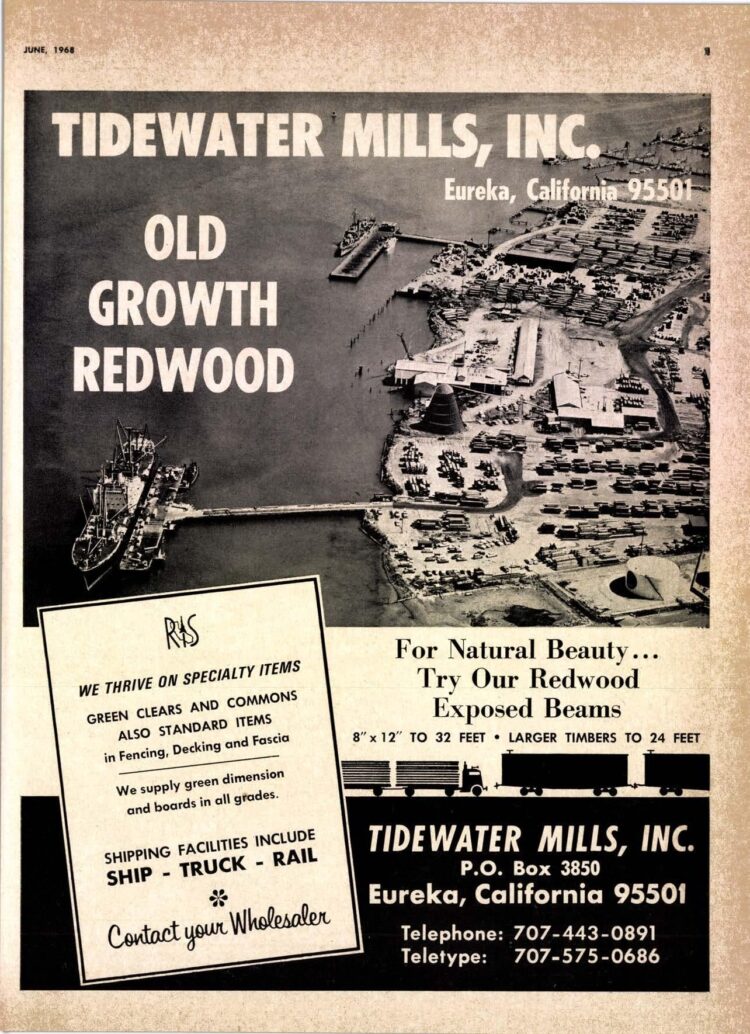 JUNE, 1968
TIDEWATER MILLS, INC.
Eureka, California 95501
OLD
GROWTH
REDWOOD
WE THRIVE ON SPECIALTY ITEMS
GREEN CLEARS AND COMMONS
ALSO STANDARD ITEMS
in Fencing, Decking and Fascia
We supply green dimension
and boards in all grades.
SHIPPING FACILITIES INCLUDE
SHIP - TRUCK - RAIL
Contact your Wholesaler
For Natural Beauty...
Try Our Redwood
Exposed Beams
8" x 12" TO 32 FEET • LARGER TIMBERS TO 24 FEET
TIDEWATER MILLS, INC.
P.O. Box 3850
Eureka, California 95501
Telephone: 707-443-0891
Teletype: 707-575-0686